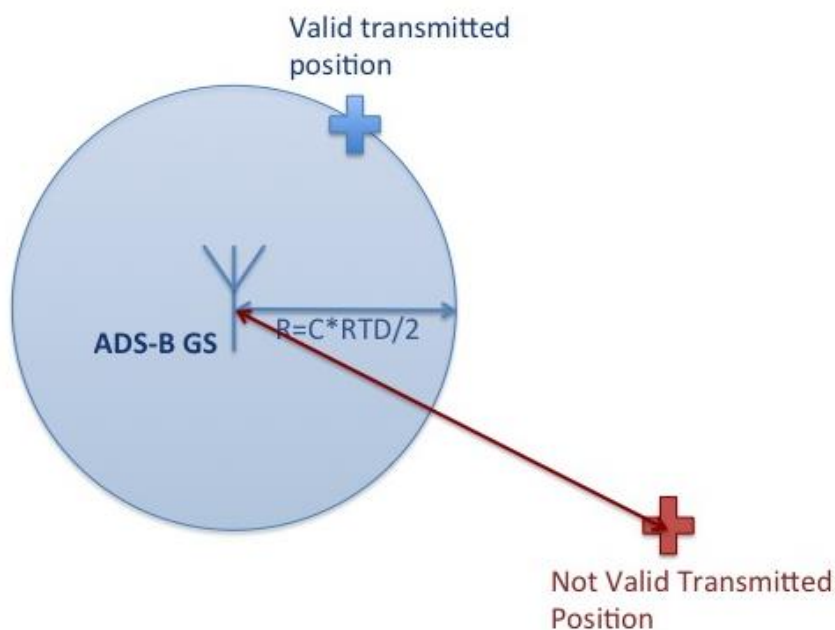 Valid transmitted
position
R=C*RTD/2
ADS-B GS
Not Valid Transmitted
Position